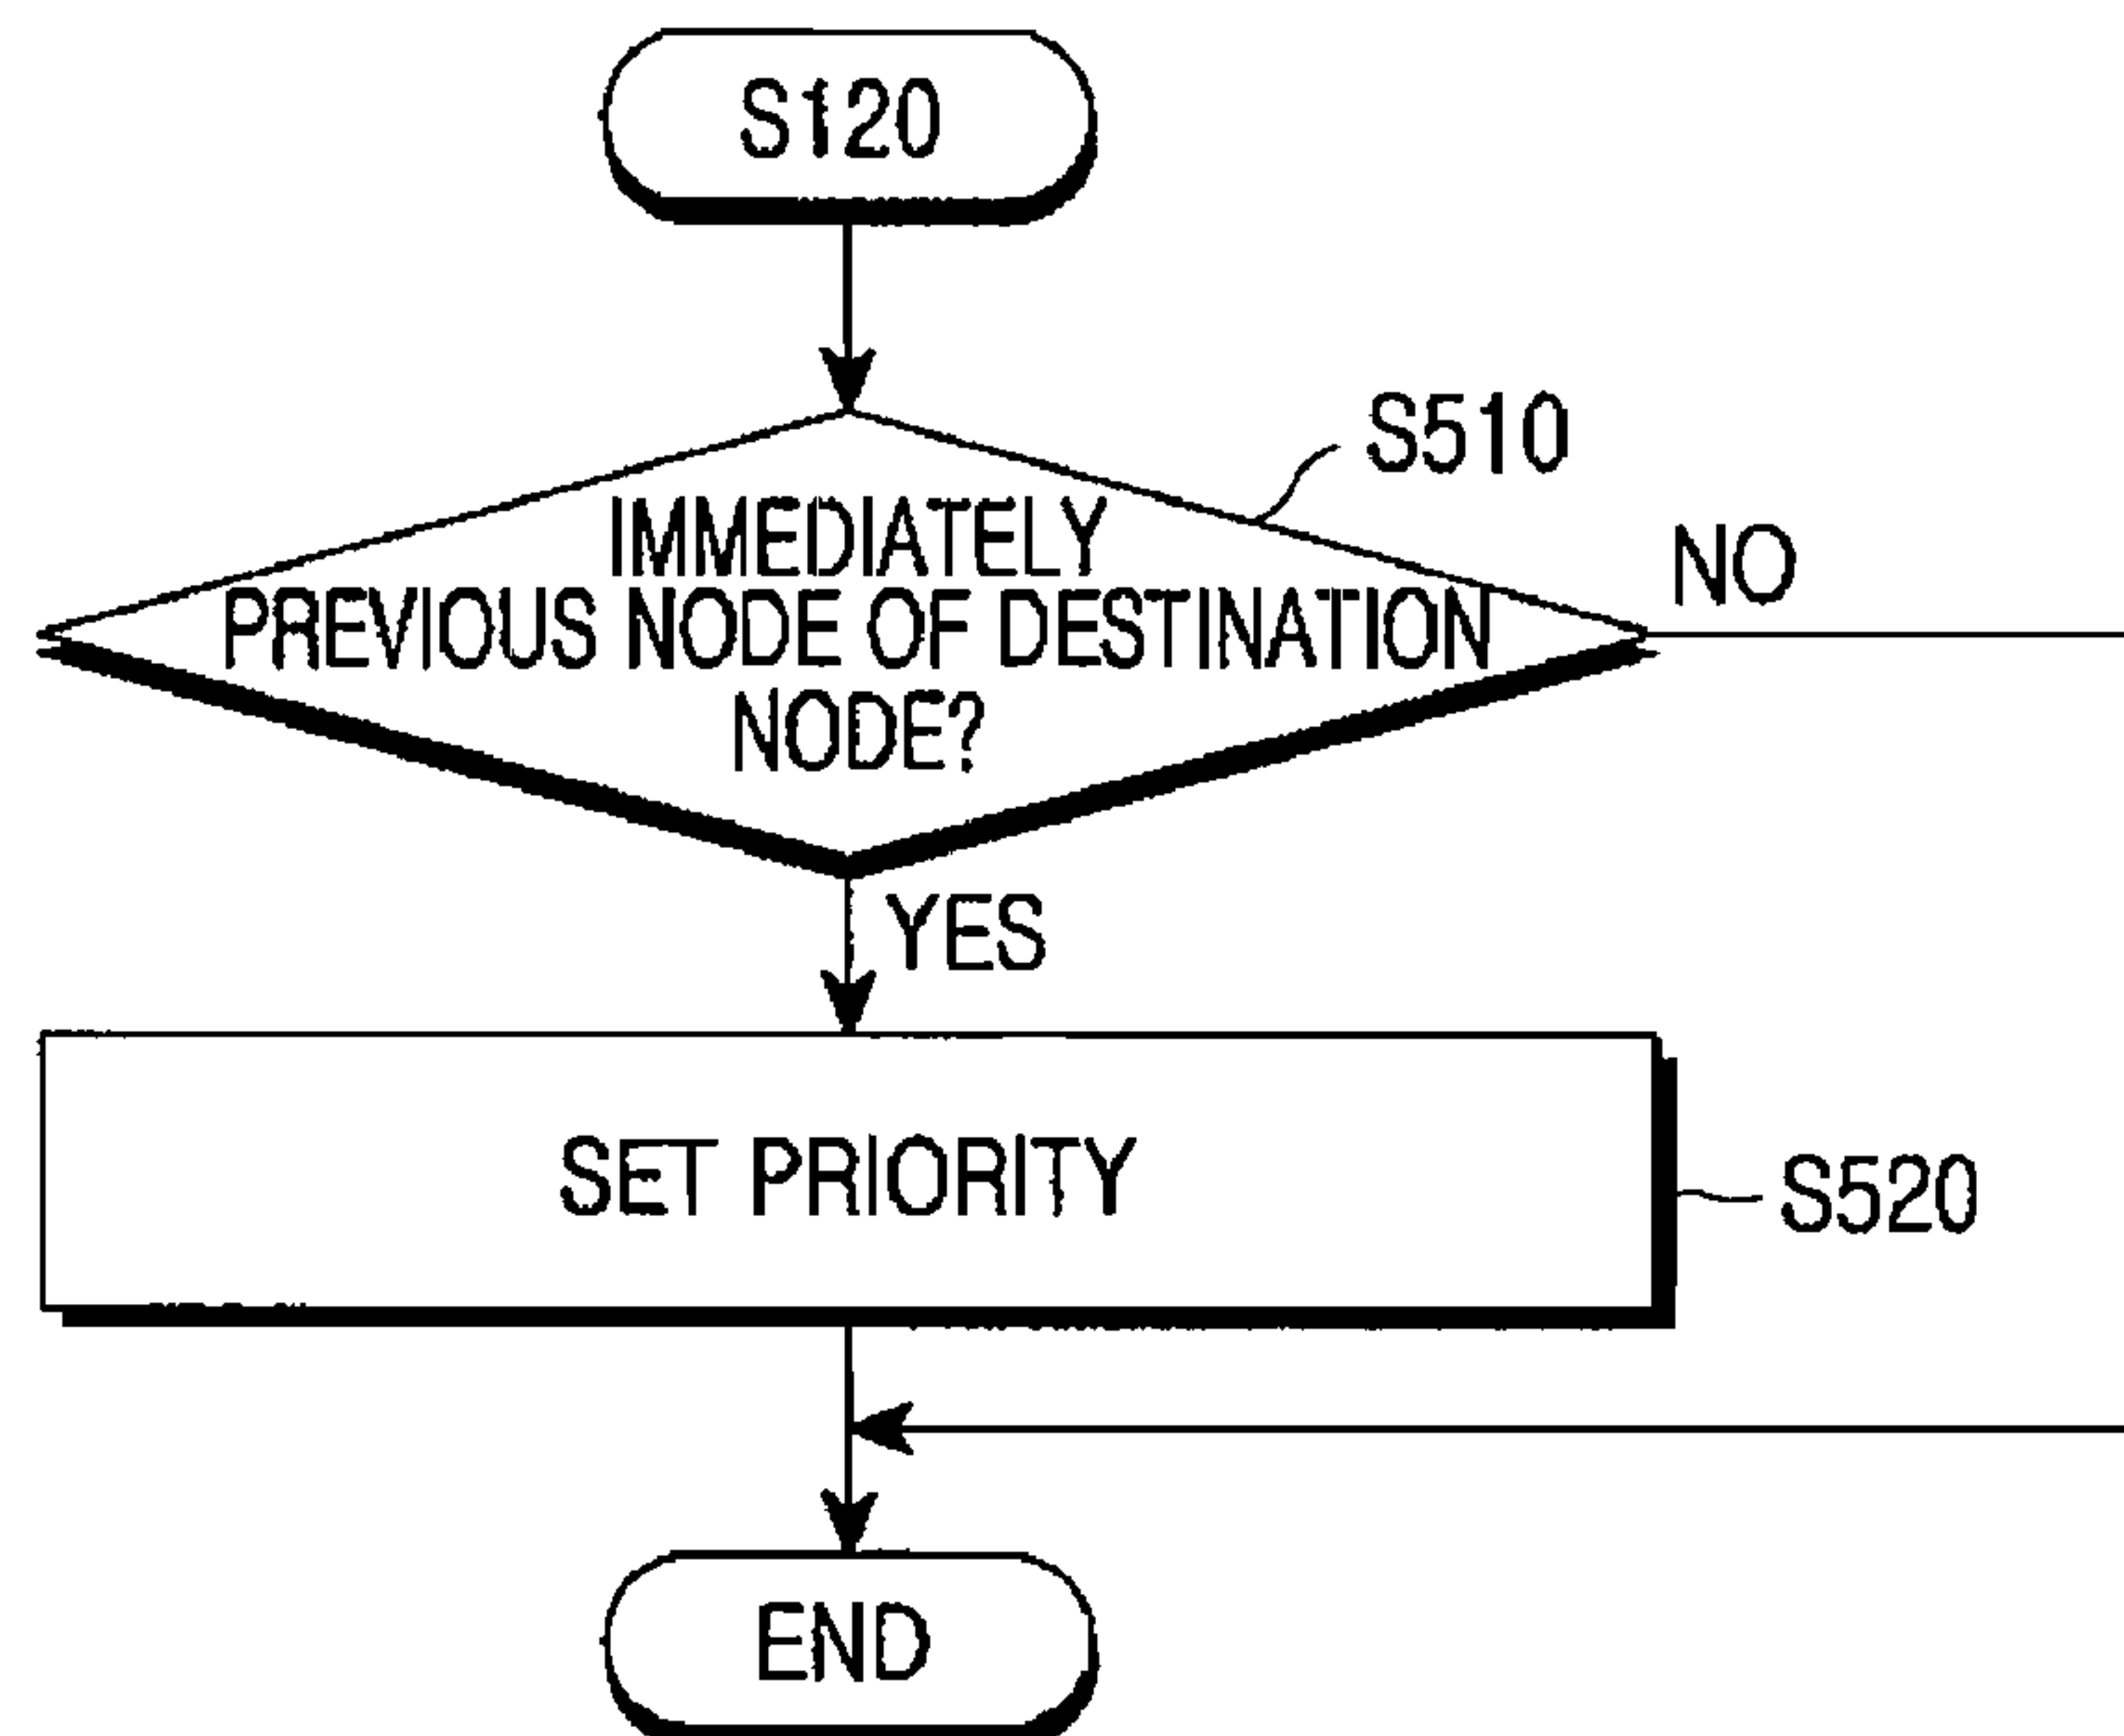 S120
S510
IMMEDIATELY
PREVIOUS NODE OF DESTINATION
NODE?
NO
YES
SET PRIORITY
S520
END